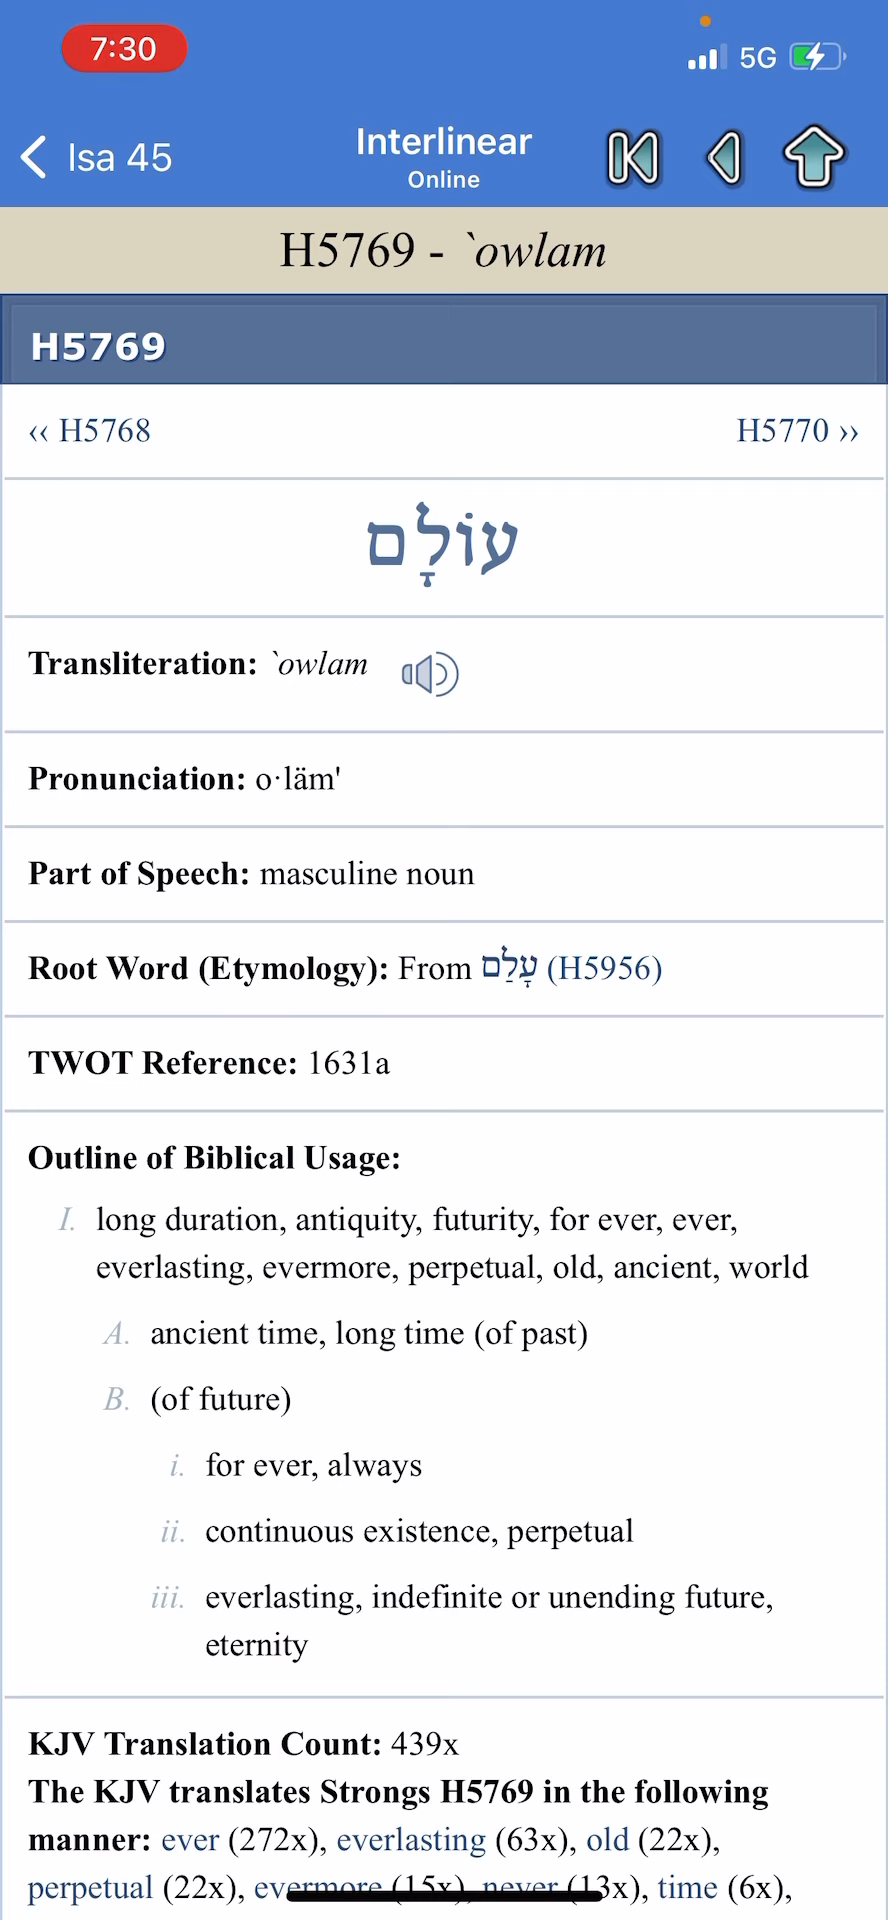 7:30
5G
Isa 45
Interlinear
Online
H5769 - `owlam
H5769
‹‹ H5768
H5770 ››
עוֹלָם
Transliteration: `owlam
Pronunciation: o·läm'
Part of Speech: masculine noun
Root Word (Etymology): From עָלַם (H5956)
TWOT Reference: 1631a
Outline of Biblical Usage:
I. long duration, antiquity, futurity, for ever, ever,
everlasting, evermore, perpetual, old, ancient, world
A. ancient time, long time (of past)
B. (of future)
i. for ever, always
ii. continuous existence, perpetual
iii. everlasting, indefinite or unending future,
eternity
KJV Translation Count: 439x
The KJV translates Strongs H5769 in the following
manner: ever (272x), everlasting (63x), old (22x),
perpetual (22x), evermore (15x), never (13x), time (6x),